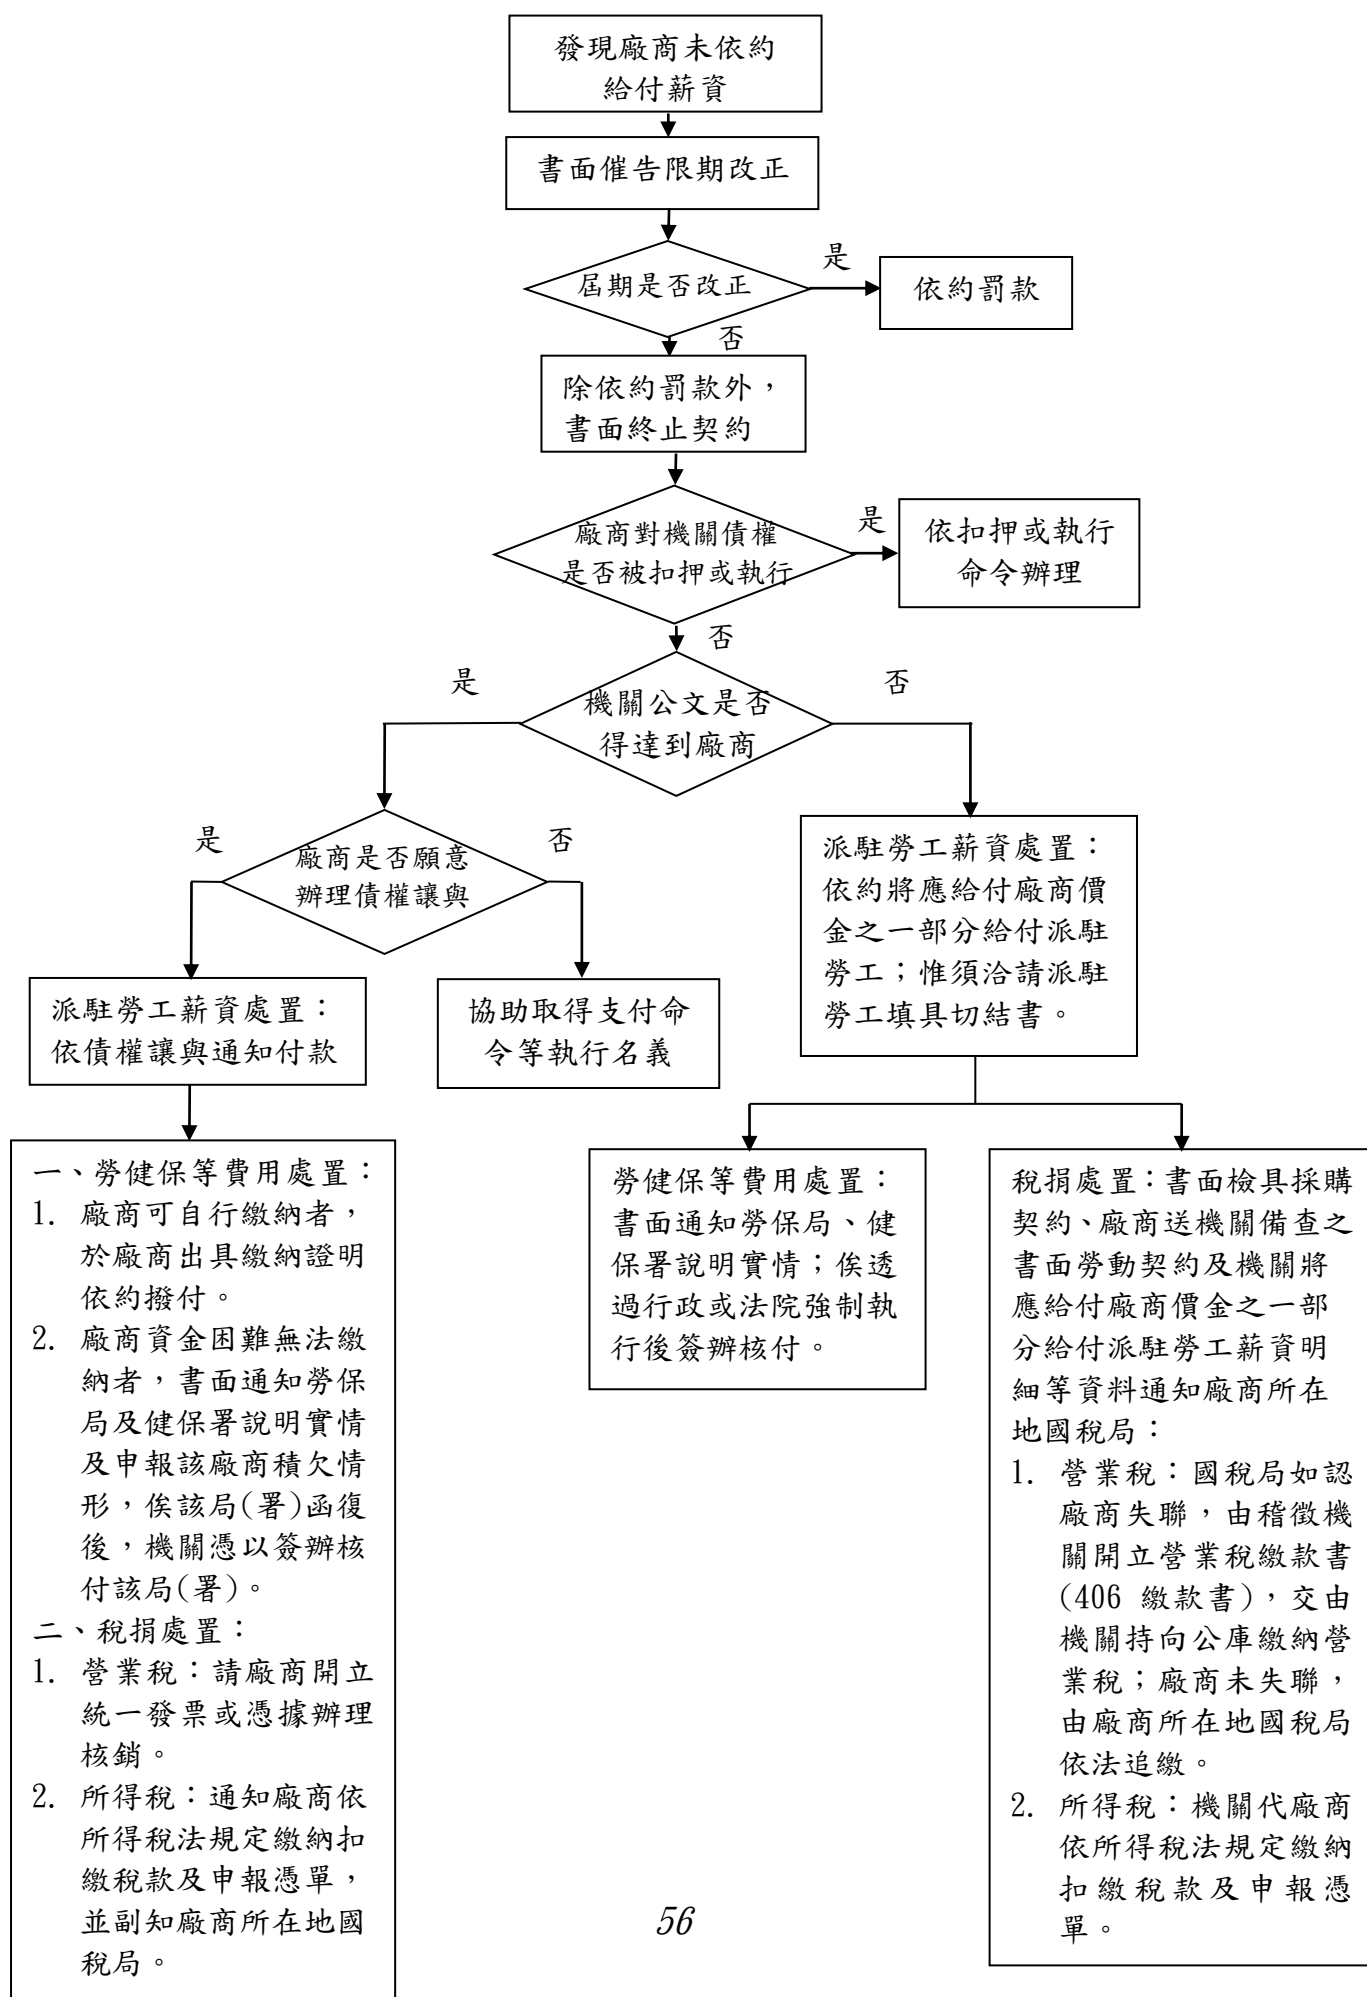 發現廠商未依約
給付薪資
書面催告限期改正
屆期是否改正
是
依約罰款
否
除依約罰款外，
書面終止契約
廠商對機關債權
是否被扣押或執行
是
依扣押或執行
命令辦理
否
機關公文是否
得達到廠商
是
否
廠商是否願意
辦理債權讓與
是
否
派駐勞工薪資處置：
依債權讓與通知付款
協助取得支付命
令等執行名義
派駐勞工薪資處置：
依約將應給付廠商價
金之一部分給付派駐
勞工；惟須洽請派駐
勞工填具切結書。
一、勞健保等費用處置：
1. 廠商可自行繳納者，
於廠商出具繳納證明
依約撥付。
2. 廠商資金困難無法繳
納者，書面通知勞保
局及健保署說明實情
及申報該廠商積欠情
形，俟該局(署)函復
後，機關憑以簽辦核
付該局(署)。
二、稅捐處置：
1. 營業稅：請廠商開立
統一發票或憑據辦理
核銷。
2. 所得稅：通知廠商依
所得稅法規定繳納扣
繳稅款及申報憑單，
並副知廠商所在地國
稅局。
勞健保等費用處置：
書面通知勞保局、健
保署說明實情；俟透
過行政或法院強制執
行後簽辦核付。
稅捐處置：書面檢具採購
契約、廠商送機關備查之
書面勞動契約及機關將
應給付廠商價金之一部
分給付派駐勞工薪資明
細等資料通知廠商所在
地國稅局：
1. 營業稅：國稅局如認
廠商失聯，由稽徵機
關開立營業稅繳款書
(406 繳款書)，交由
機關持向公庫繳納營
業稅；廠商未失聯，
由廠商所在地國稅局
依法追繳。
2. 所得稅：機關代廠商
依所得稅法規定繳納
扣繳稅款及申報憑
單。
56